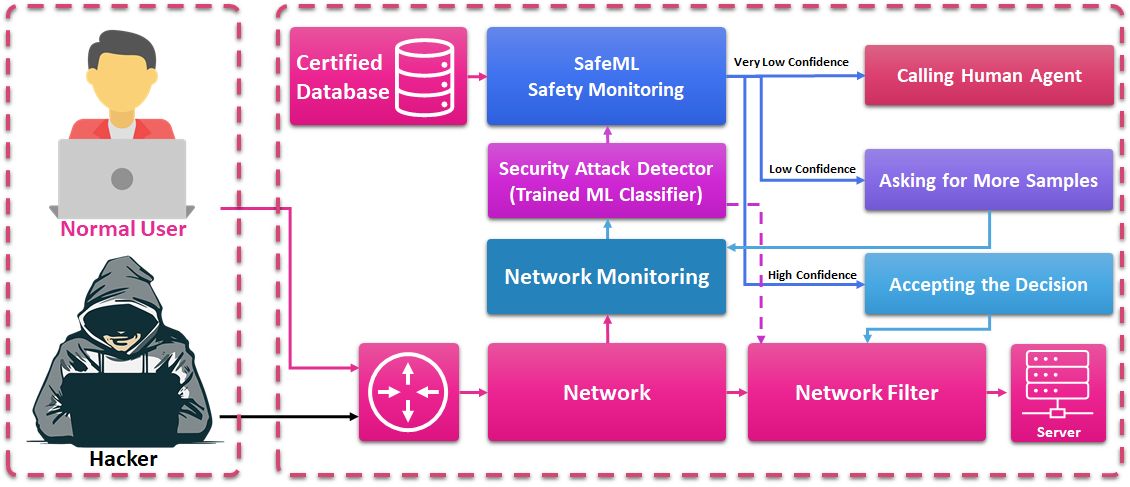 Normal User
Hacker
Certified
Database
SafeML
Safety Monitoring
Very Low Confidence
Calling Human Agent
Security Attack Detector
(Trained ML Classifier)
Low Confidence
Asking for More Samples
Network Monitoring
High Confidence
Accepting the Decision
Network
Network Filter
Server